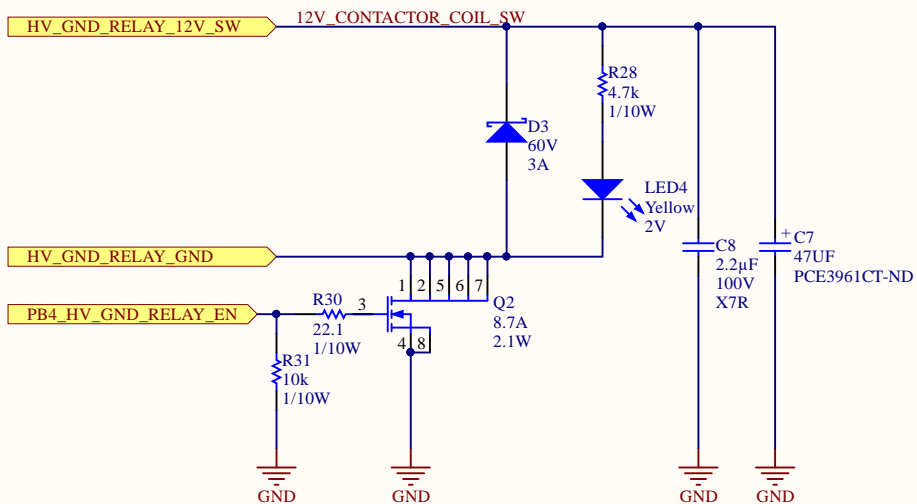 12V_CONTACTOR_COIL_SW
HV_GND_RELAY_12V_SW
R28
4.7k
1/10W
D3
60V
3A
LED4
Yellow
2V
C8
2.2µF
100V
X7R
+
C7
47UF
PCE3961CT-ND
HV_GND_RELAY_GND
1 2 5 6 7
Q2
8.7A
2.1W
PB4_HV_GND_RELAY_EN
R30
22.1
1/10W
3
4 8
R31
10k
1/10W
GND
GND
GND
GND